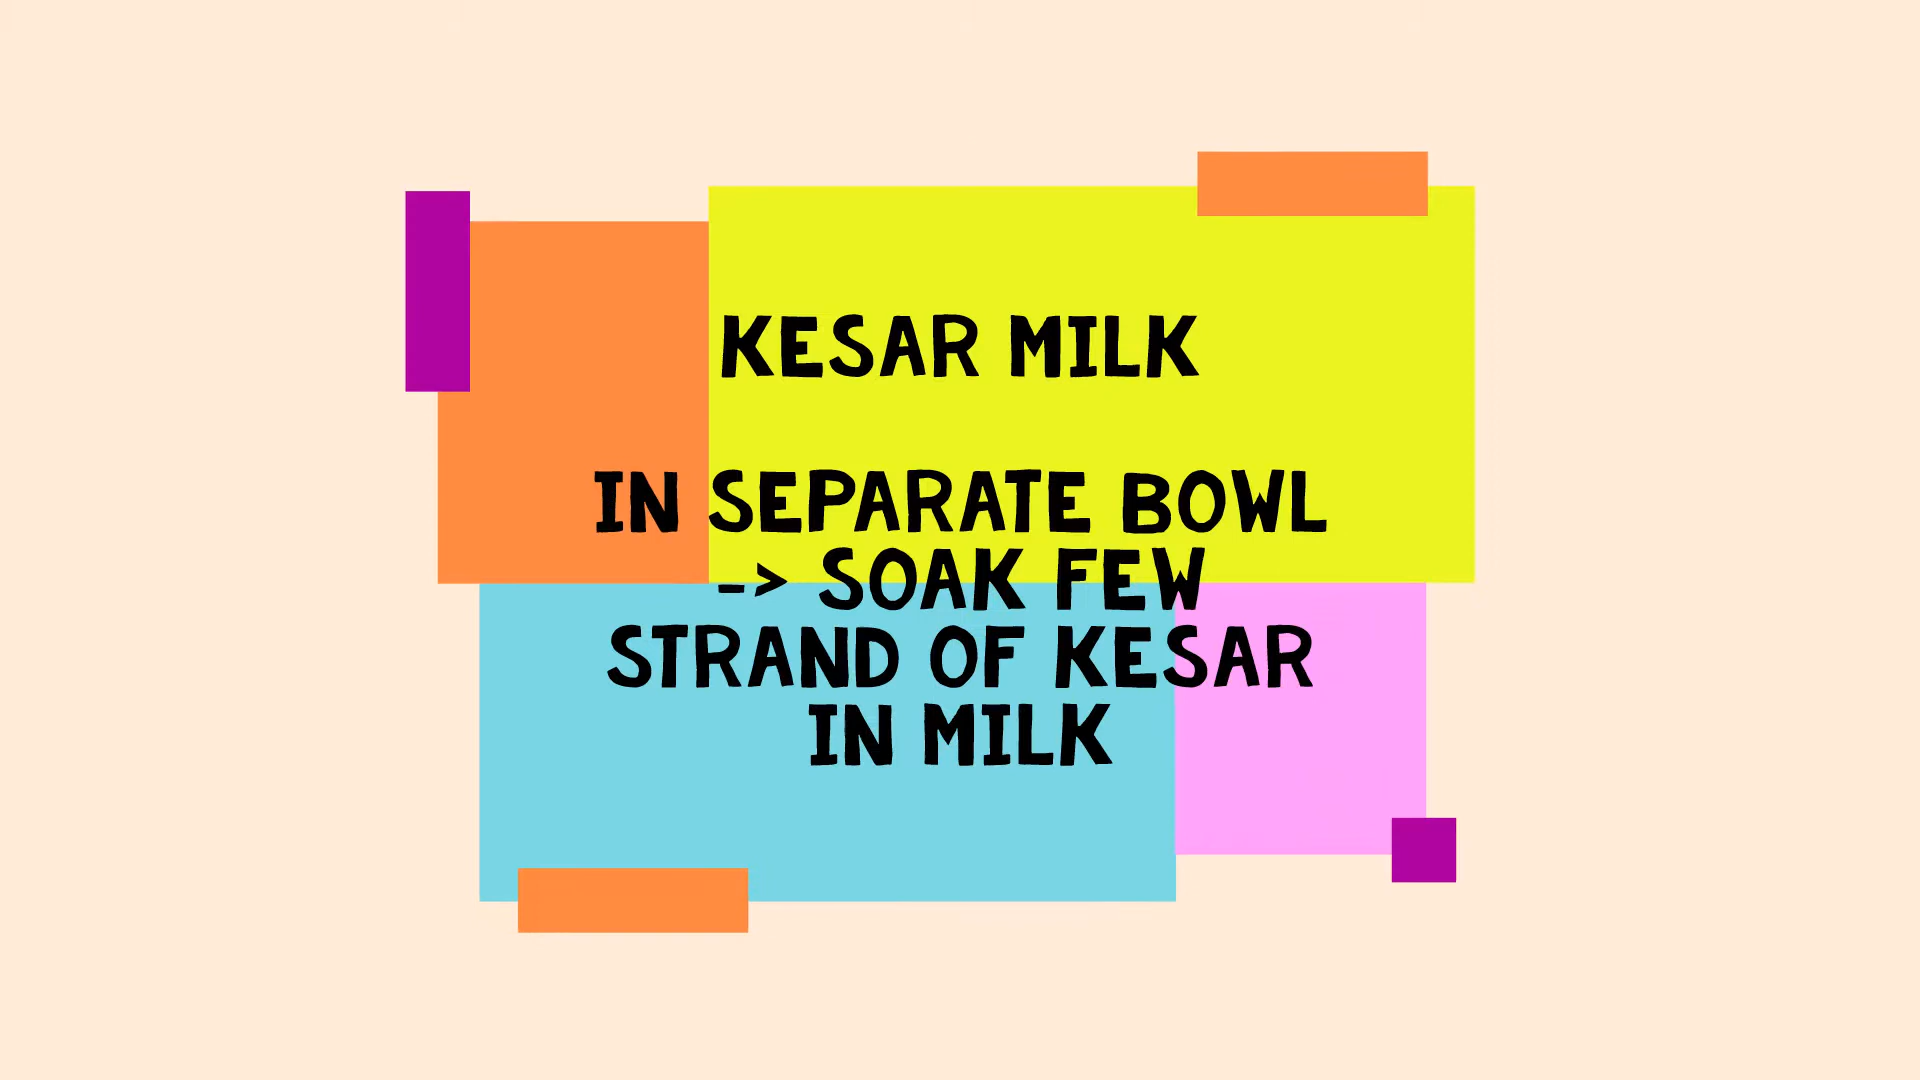 KESAR MILK
IN SEPARATE BOWL
-> SOAK FEW
STRAND OF KESAR
IN MILK